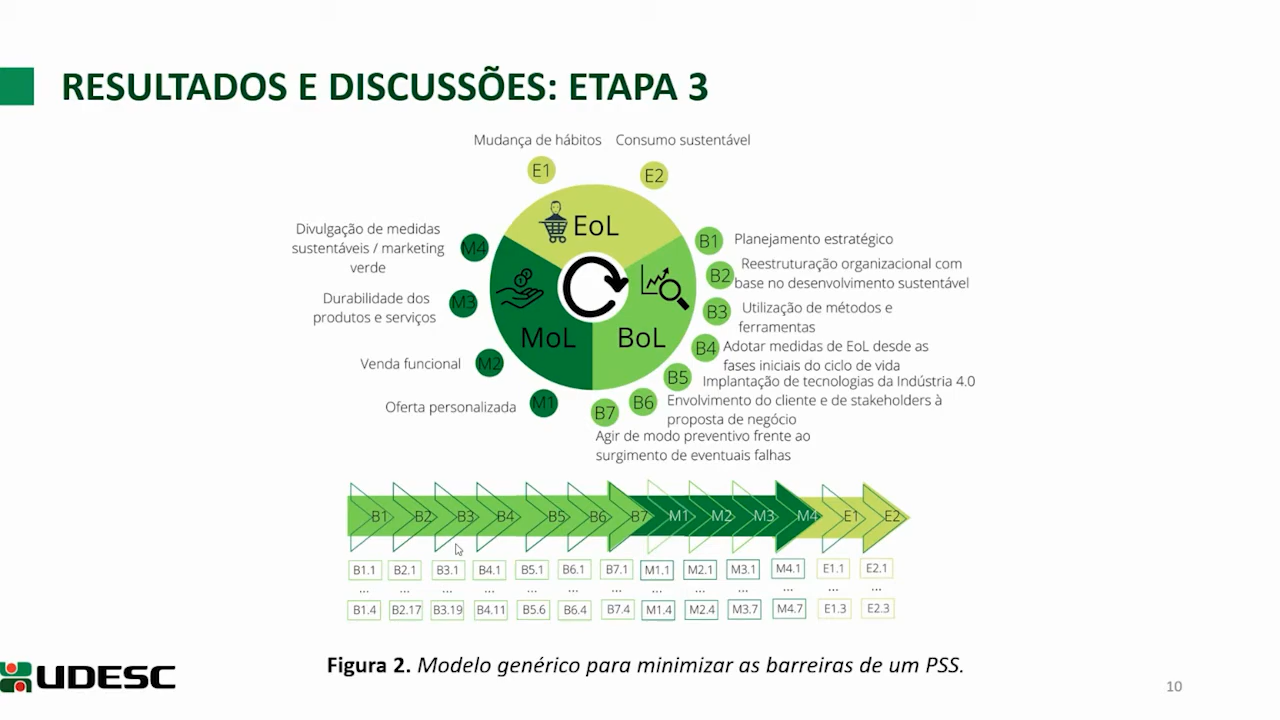 RESULTADOS E DISCUSSÕES: ETAPA 3
Mudança de hábitos
Consumo sustentável
E1
E2
EoL
MoL
BoL
Divulgação de medidas
sustentáveis / marketing
verde
M4
Durabilidade dos
produtos e serviços
M3
Venda funcional
M2
Oferta personalizada
M1
B1
Planejamento estratégico
B2
Reestruturação organizacional com
base no desenvolvimento sustentável
B3
Utilização de métodos e
ferramentas
B4
Adotar medidas de EoL desde as
fases iniciais do ciclo de vida
B5
Implantação de tecnologias da Indústria 4.0
B6
Envolvimento do cliente e de stakeholders à
proposta de negócio
B7
Agir de modo preventivo frente ao
surgimento de eventuais falhas
B1 B2 B3 B4 B5 B6 B7 M1 M2 M3 M4 E1 E2
B1.1 B2.1 B3.1 B4.1 B5.1 B6.1 B7.1 M1.1 M2.1 M3.1 M4.1 E1.1 E2.1
... ... ... ... ... ... ... ... ... ... ... ... ...
B1.4 B2.17 B3.19 B4.11 B5.6 B6.4 B7.4 M1.4 M2.4 M3.7 M4.7 E1.3 E2.3
Figura 2. Modelo genérico para minimizar as barreiras de um PSS.
UDESC
10